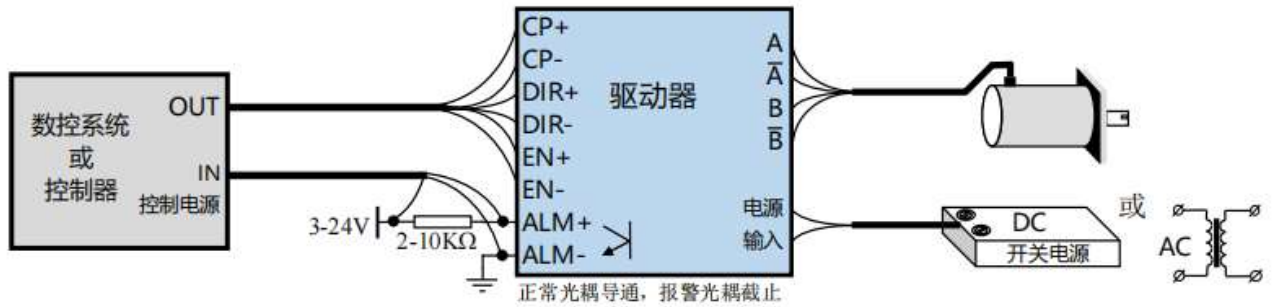 数控系统
或
控制器
OUT
IN
控制电源
3-24V
2-10KΩ
CP+
CP-
DIR+
DIR-
EN+
EN-
ALM+
ALM-
驱动器
A
A̅
B
B̅
电源
输入
正常光耦导通，报警光耦截止
DC
开关电源
或
AC